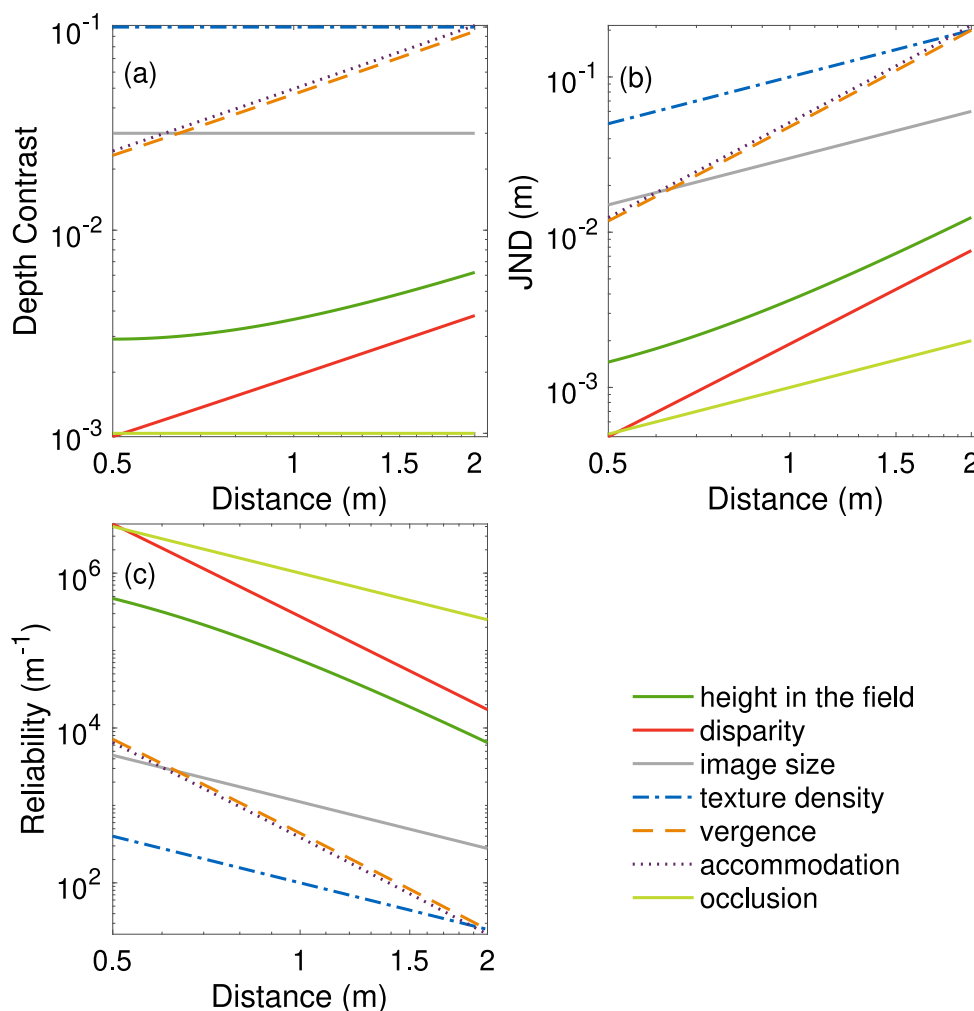 (a)
Depth Contrast
10^-1
10^-2
10^-3
0.5 1 1.5 2
Distance (m)
(b)
JND (m)
10^-1
10^-2
10^-3
0.5 1 1.5 2
Distance (m)
(c)
Reliability (m^-1)
10^6
10^4
10^2
0.5 1 1.5 2
Distance (m)
height in the field
disparity
image size
texture density
vergence
accommodation
occlusion